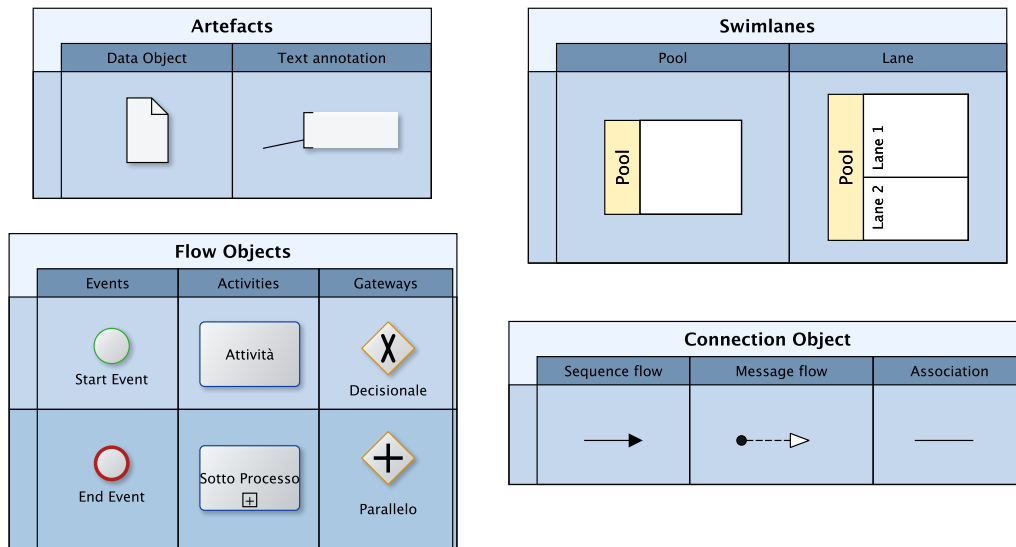 Artefacts
Data Object
Text annotation
Swimlanes
Pool
Lane
Pool
Pool
Lane 1
Lane 2
Flow Objects
Events
Activities
Gateways
Start Event
Attività
Decisionale
End Event
Sotto Processo
Parallelo
Connection Object
Sequence flow
Message flow
Association